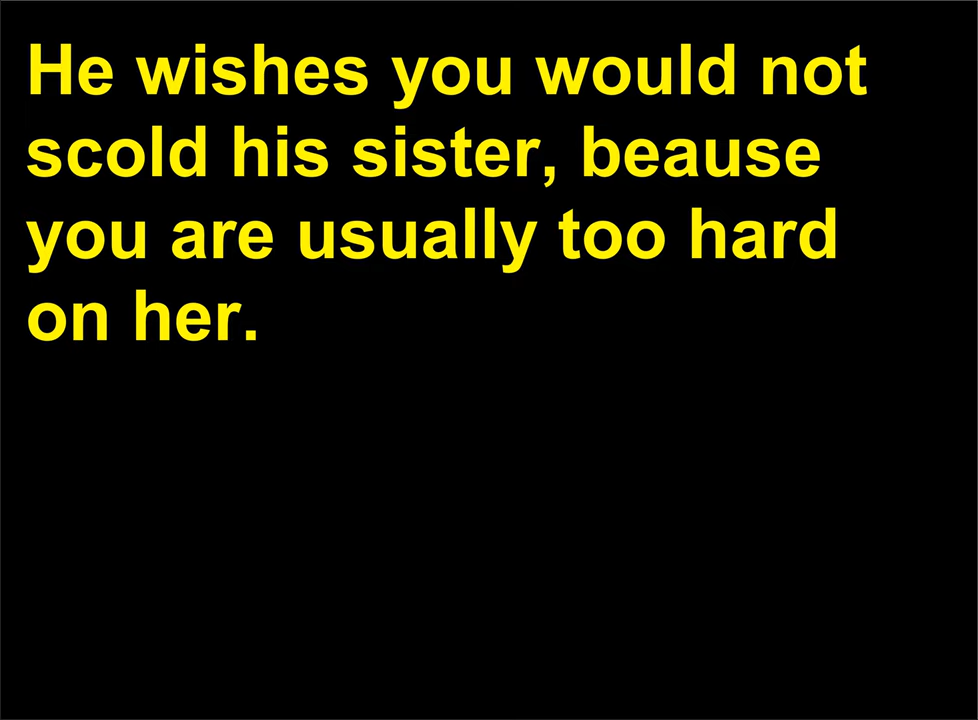 He wishes you would not
scold his sister, beause
you are usually too hard
on her.